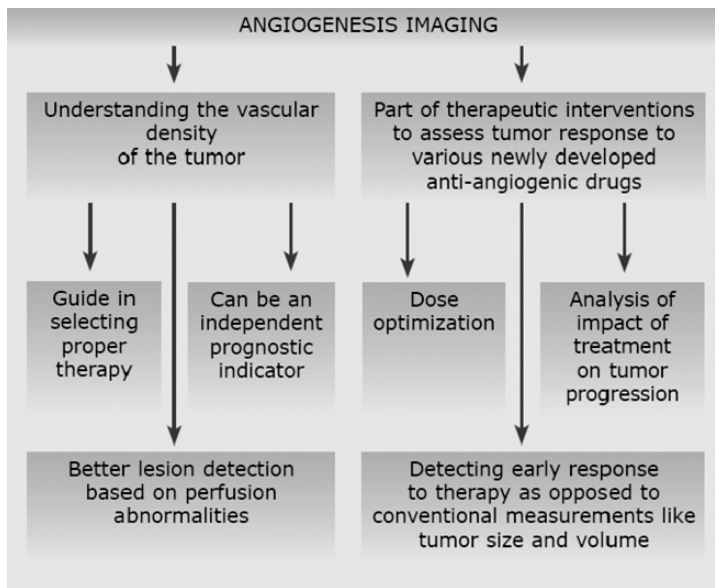 ANGIOGENESIS IMAGING
Understanding the vascular
density
of the tumor
Part of therapeutic interventions
to assess tumor response to
various newly developed
anti-angiogenic drugs
Guide in
selecting
proper
therapy
Can be an
independent
prognostic
indicator
Dose
optimization
Analysis of
impact of
treatment
on tumor
progression
Better lesion detection
based on perfusion
abnormalities
Detecting early response
to therapy as opposed to
conventional measurements like
tumor size and volume